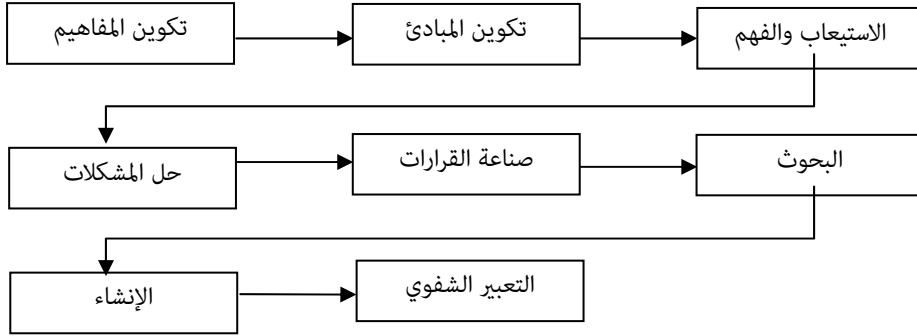 تكوين المفاهيم
تكوين المبادئ
الاستيعاب والفهم
حل المشكلات
صناعة القرارات
البحوث
الإنشاء
التعبير الشفوي